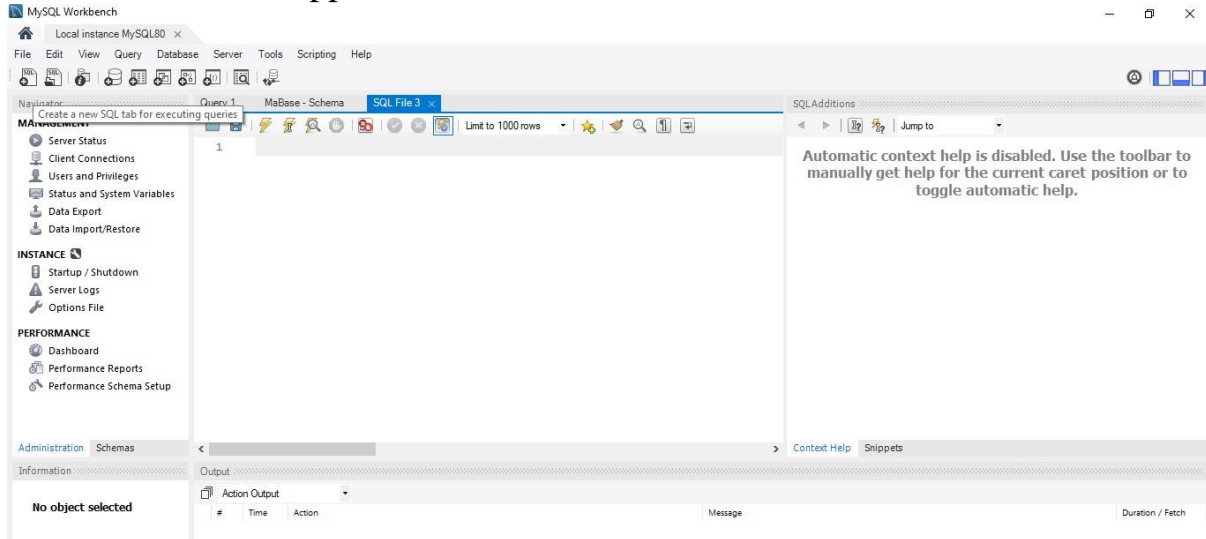 MySQL Workbench
Local instance MySQL80
File Edit View Query Database Server Tools Scripting Help
Navigator
Query 1 MaBase - Schema SQL File 3
SQLAdditions
Create a new SQL tab for executing queries
MANAGEMENT
Limit to 1000 rows
Jump to
Server Status
1
Client Connections
Users and Privileges
Status and System Variables
Data Export
Data Import/Restore
Automatic context help is disabled. Use the toolbar to
manually get help for the current caret position or to
toggle automatic help.
INSTANCE
Startup / Shutdown
Server Logs
Options File
PERFORMANCE
Dashboard
Performance Reports
Performance Schema Setup
Administration Schemas
Context Help Snippets
Information
Output
No object selected
Action Output
# Time Action Message Duration / Fetch